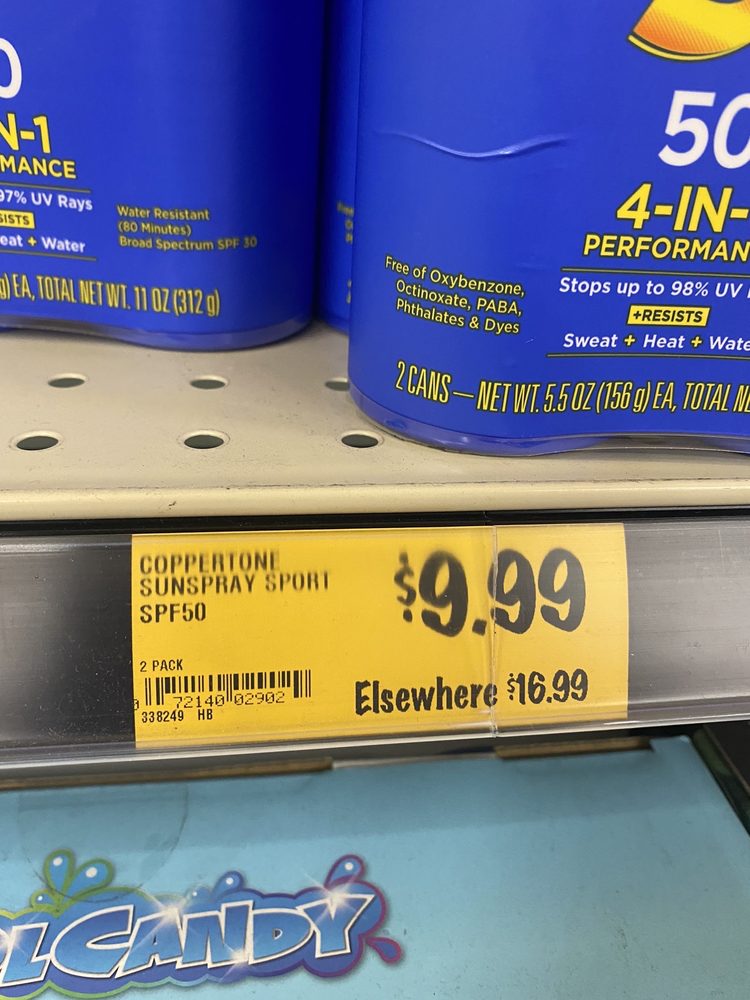 0
N-1
MANCE
97% UV Rays
SISTS
eat + Water
Water Resistant
(80 Minutes)
Broad Spectrum SPF 30
g) EA, TOTAL NET WT. 11 OZ (312 g)
50
4-IN-
PERFORMAN
Stops up to 98% UV
+RESISTS
Sweat + Heat + Wate
Free of Oxybenzone,
Octinoxate, PABA,
Phthalates & Dyes
2 CANS — NET WT. 5.5 OZ (156 g) EA, TOTAL N
COPPERTONE
SUNSPRAY SPORT
SPF50
$9.99
2 PACK
72140 02902
338249 HB
Elsewhere $16.99
LCANDY